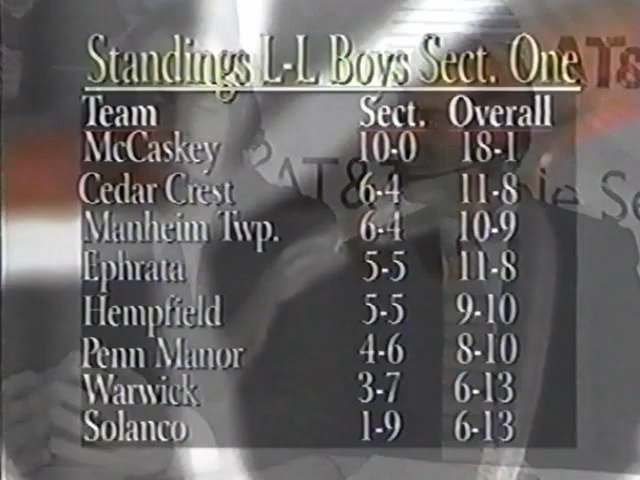 Standings L-L Boys Sect. One
Team Sect. Overall
McCaskey 10-0 18-1
Cedar Crest 6-4 11-8
Manheim Twp. 6-4 10-9
Ephrata 5-5 11-8
Hempfield 5-5 9-10
Penn Manor 4-6 8-10
Warwick 3-7 6-13
Solanco 1-9 6-13
AT&
AT&T